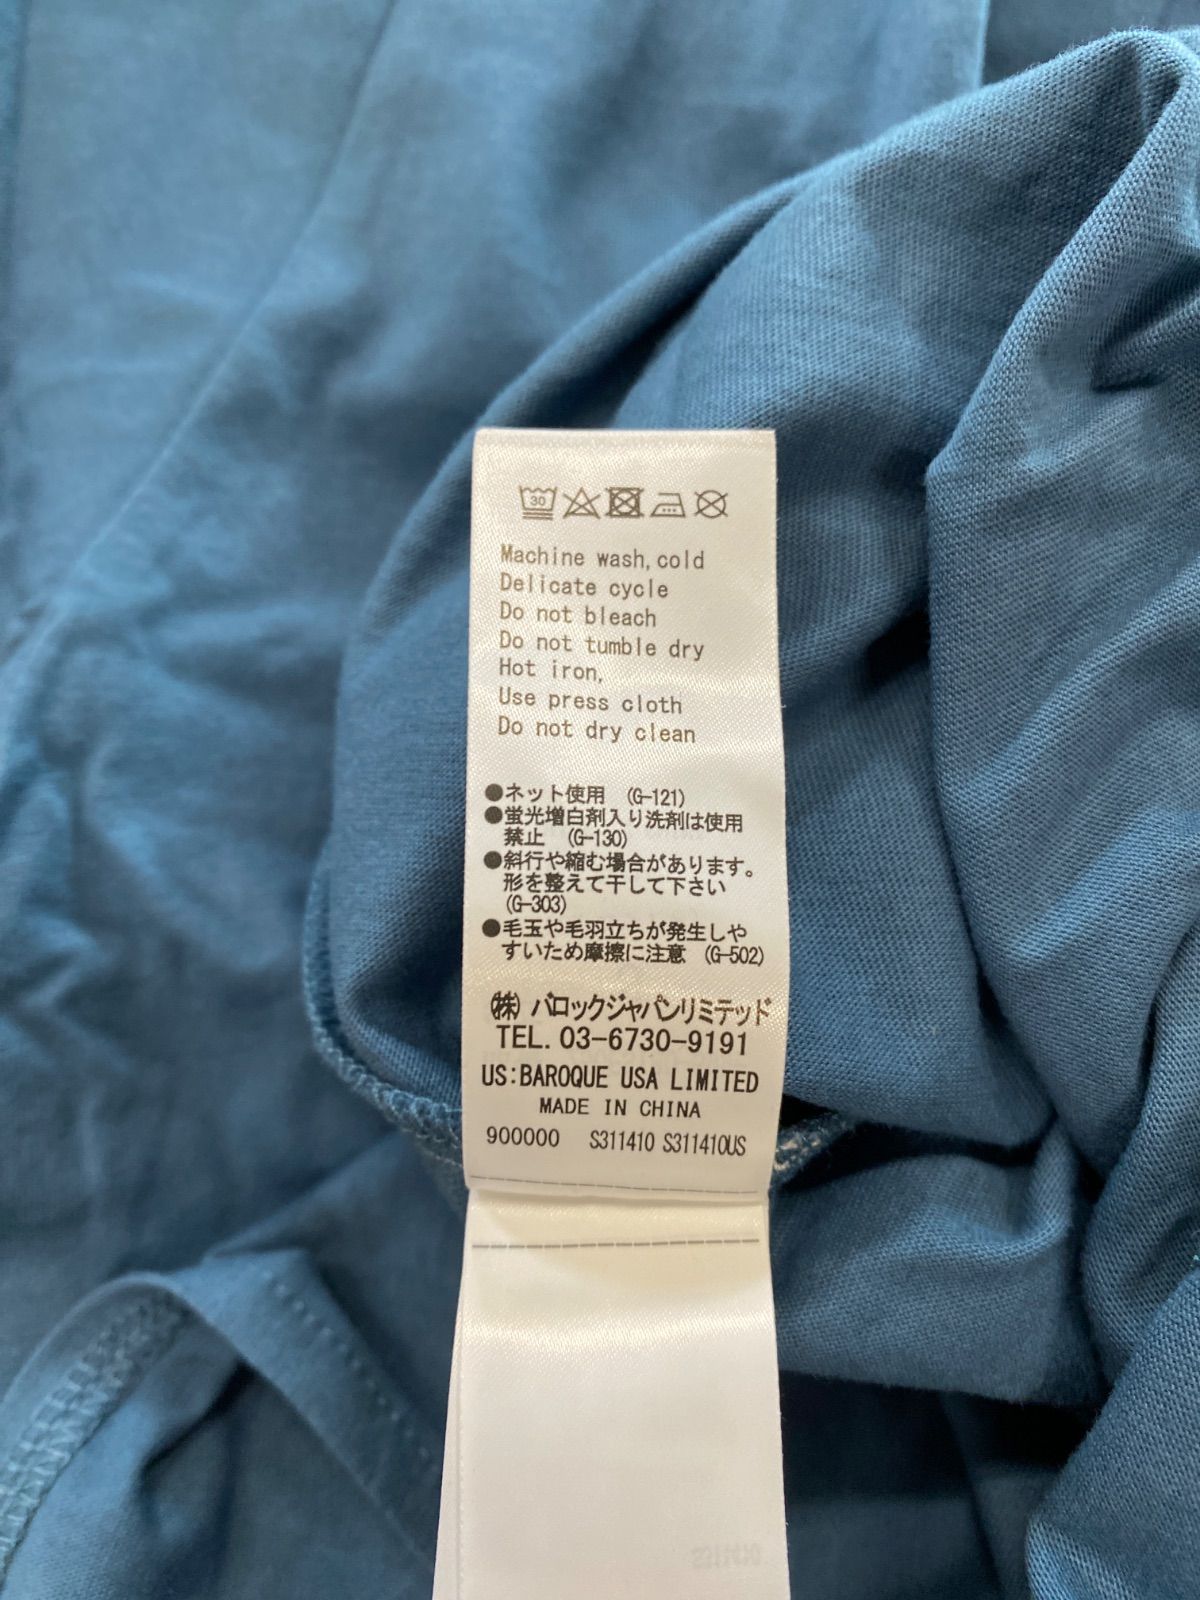 30
Machine wash,cold
Delicate cycle
Do not bleach
Do not tumble dry
Hot iron,
Use press cloth
Do not dry clean
●ネット使用 (G-121)
●蛍光増白剤入り洗剤は使用
禁止 (G-130)
●斜行や縮む場合があります。
形を整えて干して下さい
(G-303)
●毛玉や毛羽立ちが発生しや
すいため摩擦に注意 (G-502)
㈱バロックジャパンリミテッド
TEL. 03-6730-9191
US:BAROQUE USA LIMITED
MADE IN CHINA
900000 S311410 S311410US